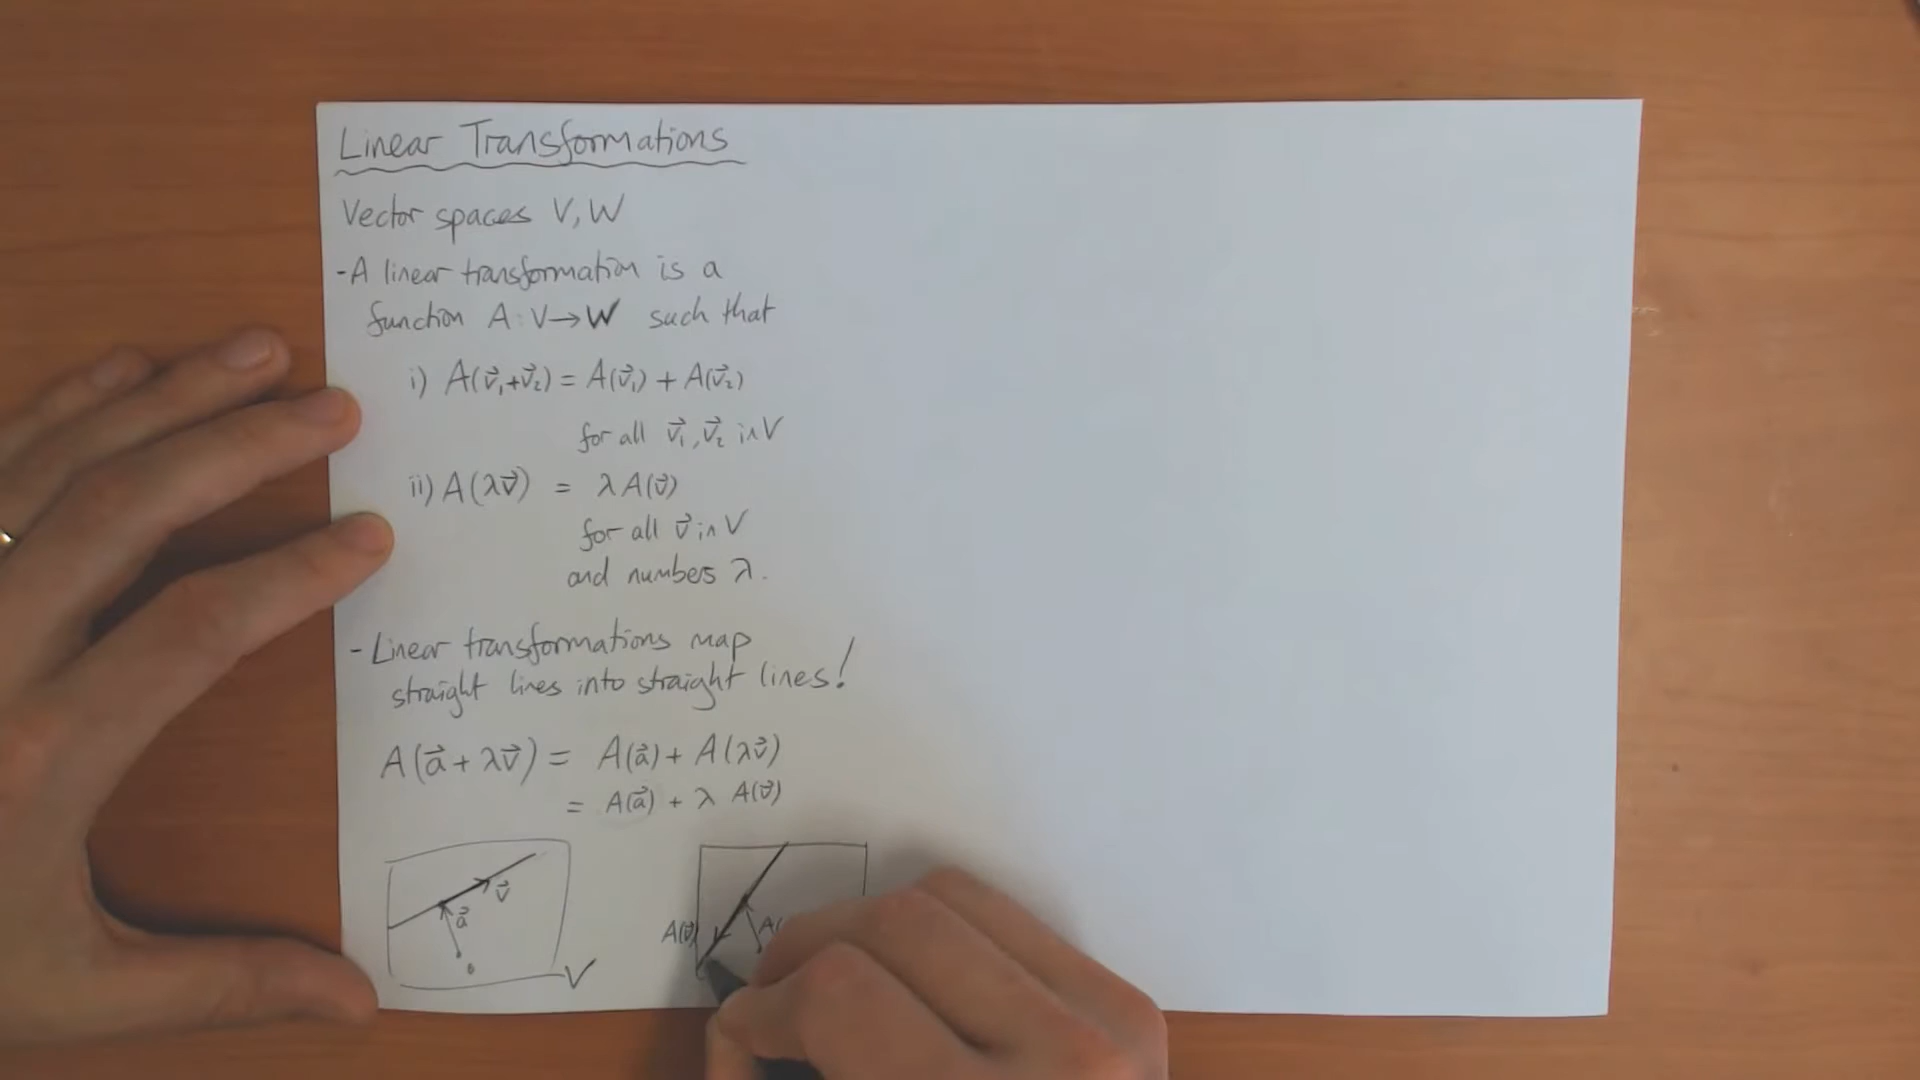 Linear Transformations
Vector spaces V, W
- A linear transformation is a
function A: V→W such that
i) A(v⃗₁+v⃗₂) = A(v⃗₁) + A(v⃗₂)
for all v⃗₁, v⃗₂ in V
ii) A(λv⃗) = λ A(v⃗)
for all v⃗ in V
and numbers λ.
- Linear transformations map
straight lines into straight lines!
A(a⃗ + λv⃗) = A(a⃗) + A(λv⃗)
= A(a⃗) + λ A(v⃗)
v⃗
a⃗
0
V
A(v⃗)
A(